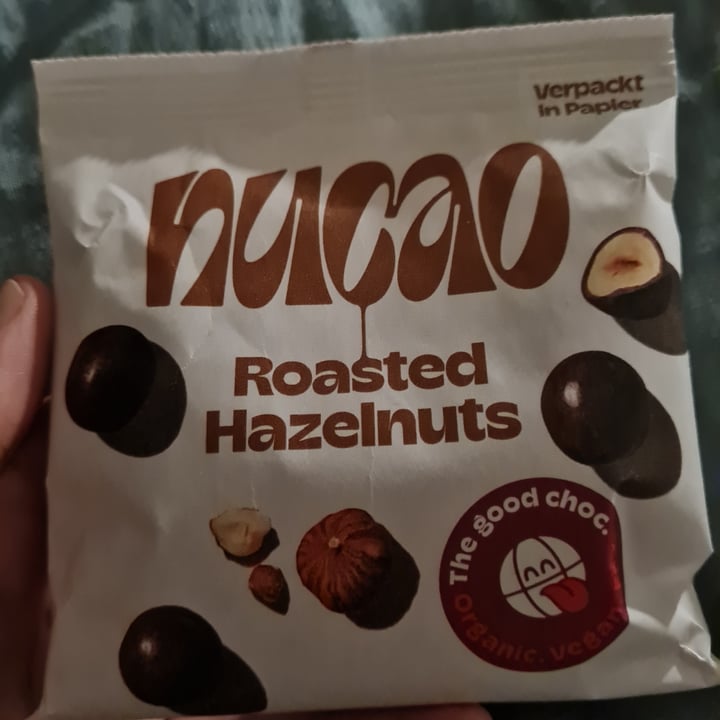 Verpackt
in Papier
nucao
Roasted
Hazelnuts
The good choc.
Organic. Vegan